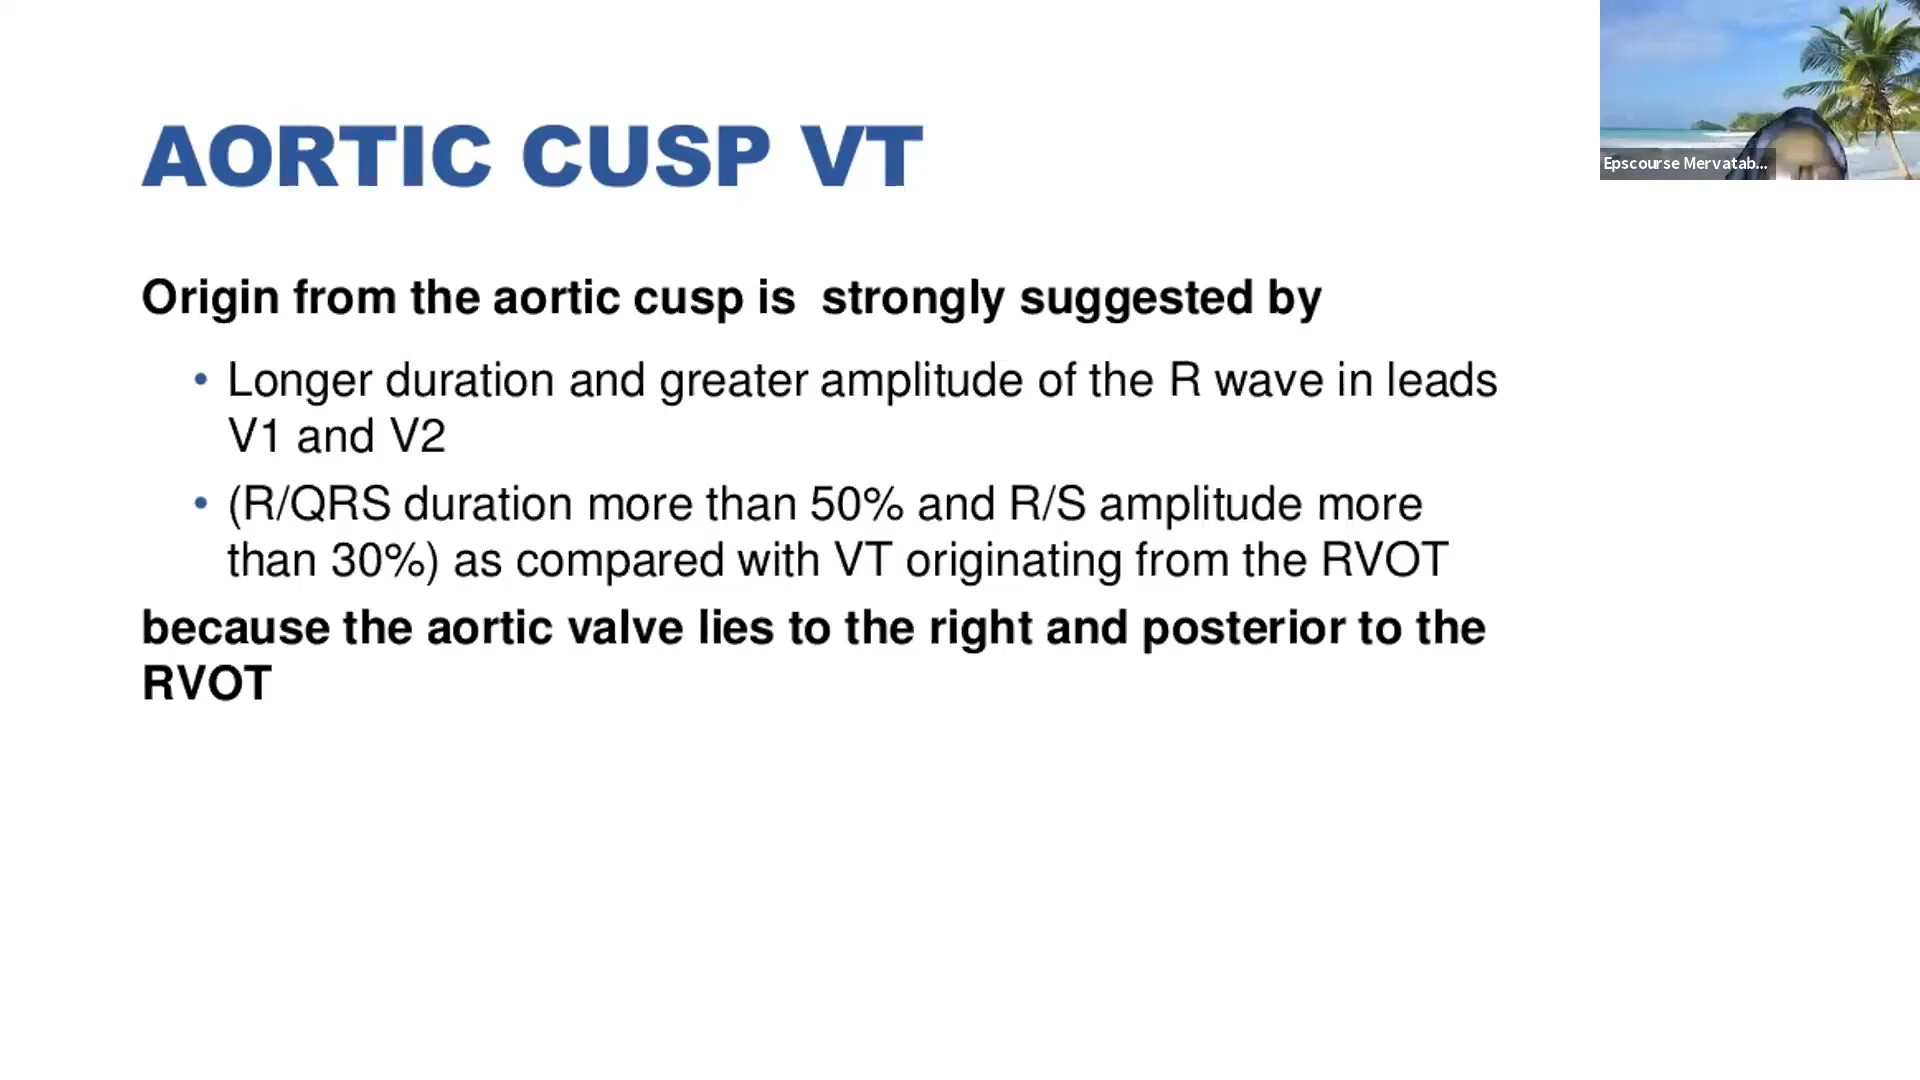 AORTIC CUSP VT
Epscourse Mervatab...
Origin from the aortic cusp is  strongly suggested by
• Longer duration and greater amplitude of the R wave in leads
V1 and V2
• (R/QRS duration more than 50% and R/S amplitude more
than 30%) as compared with VT originating from the RVOT
because the aortic valve lies to the right and posterior to the
RVOT